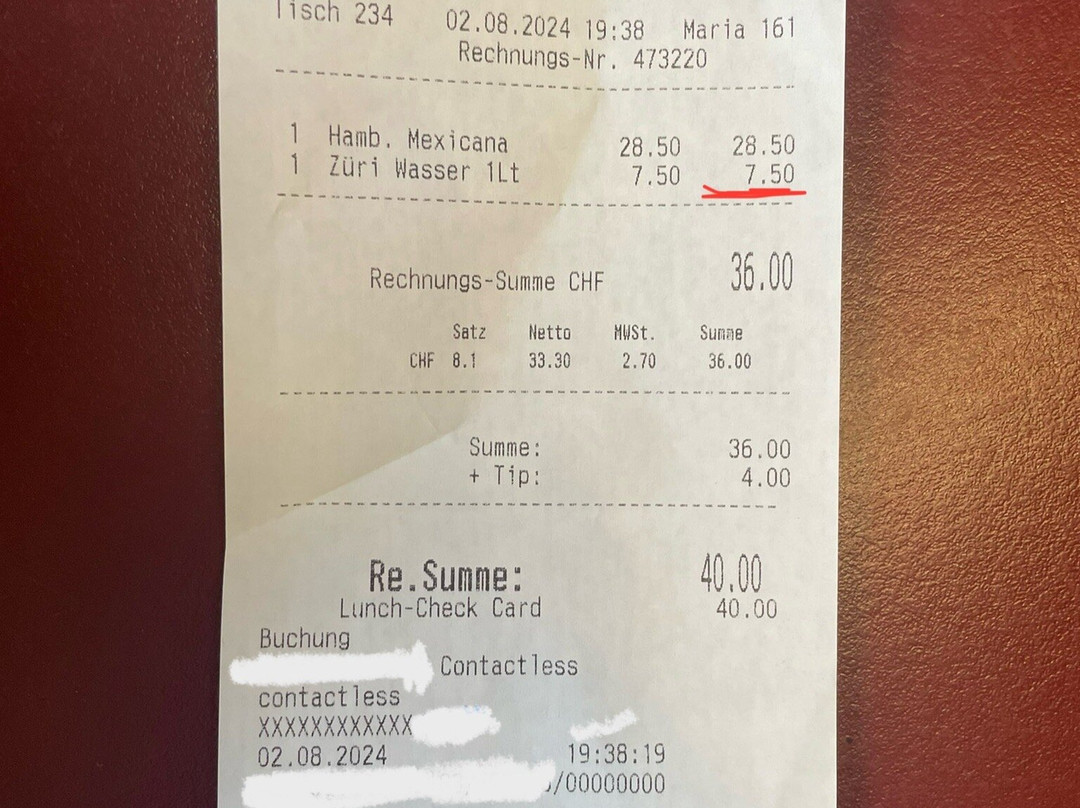 Tisch 234 02.08.2024 19:38 Maria 161
Rechnungs-Nr. 473220
1 Hamb. Mexicana 28.50 28.50
1 Züri Wasser 1Lt 7.50 7.50
Rechnungs-Summe CHF 36.00
Satz Netto MWSt. Summe
CHF 8.1 33.30 2.70 36.00
Summe: 36.00
+ Tip: 4.00
Re.Summe: 40.00
Lunch-Check Card 40.00
Buchung
Contactless
contactless
XXXXXXXXXXXX
02.08.2024 19:38:19
/00000000